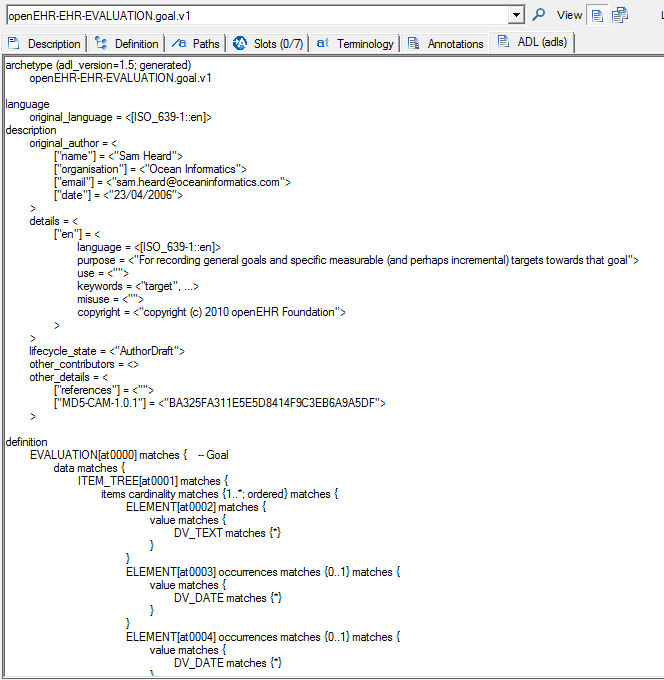 openEHR-EHR-EVALUATION.goal.v1 View
Description Definition Paths Slots (0/7) Terminology Annotations ADL (adls)
archetype (adl_version=1.5; generated)
openEHR-EHR-EVALUATION.goal.v1
language
original_language = <[ISO_639-1::en]>
description
original_author = <
["name"] = <"Sam Heard">
["organisation"] = <"Ocean Informatics">
["email"] = <"sam.heard@oceaninformatics.com">
["date"] = <"23/04/2006">
>
details = <
["en"] = <
language = <[ISO_639-1::en]>
purpose = <"For recording general goals and specific measurable (and perhaps incremental) targets towards that goal">
use = <"">
keywords = <"target", ...>
misuse = <"">
copyright = <"copyright (c) 2010 openEHR Foundation">
>
>
lifecycle_state = <"AuthorDraft">
other_contributors = <>
other_details = <
["references"] = <"">
["MD5-CAM-1.0.1"] = <"BA325FA311E5E5D8414F9C3EB6A9A5DF">
>
definition
EVALUATION[at0000] matches { -- Goal
data matches {
ITEM_TREE[at0001] matches {
items cardinality matches {1..*; ordered} matches {
ELEMENT[at0002] matches {
value matches {
DV_TEXT matches {*}
}
}
ELEMENT[at0003] occurrences matches {0..1} matches {
value matches {
DV_DATE matches {*}
}
}
ELEMENT[at0004] occurrences matches {0..1} matches {
value matches {
DV_DATE matches {*}
}